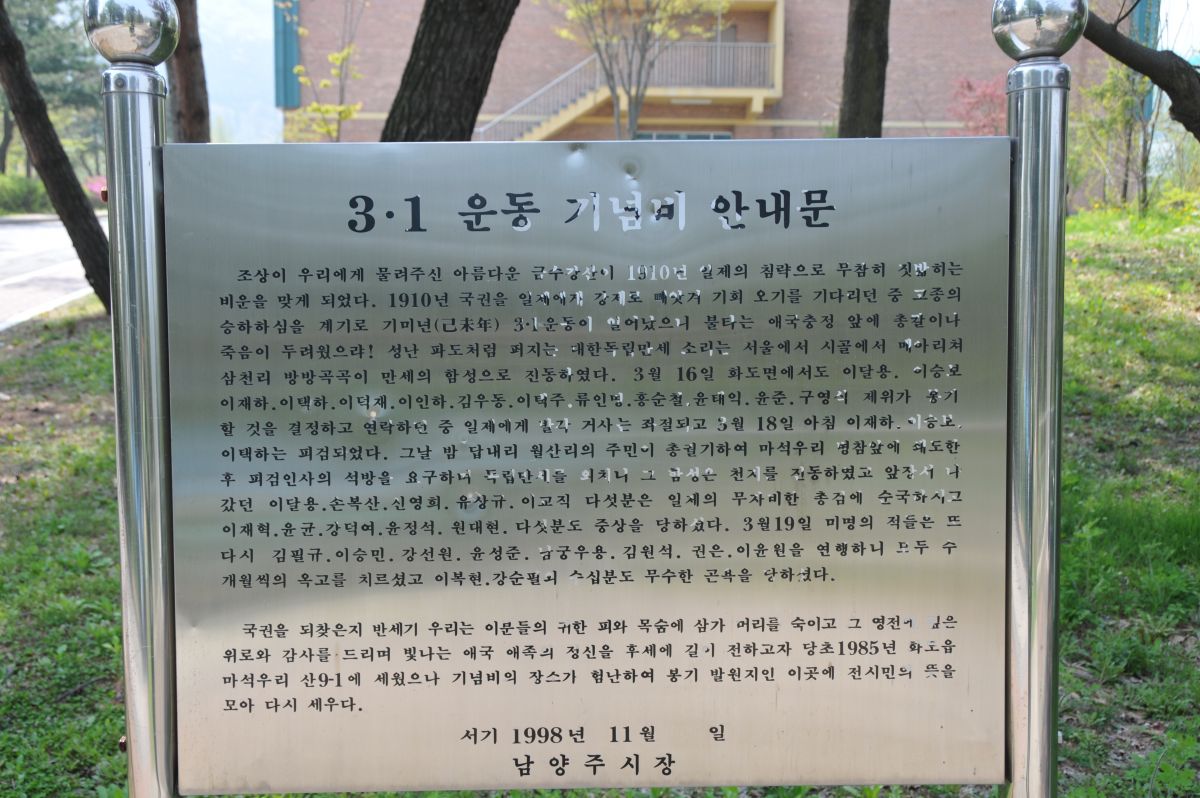 3·1 운동 기념비 안내문
조상이 우리에게 물려주신 아름다운 금수강산이 1910년 일제의 침략으로 무참히 짓밟히는
비운을 맞게 되었다. 1910년 국권을 일제에게 강제로 빼앗겨 기회 오기를 기다리던 중 고종의
승하하심을 계기로 기미년(己未年) 3·1운동이 일어났으니 불타는 애국충정 앞에 총칼이나
죽음이 두려웠으랴! 성난 파도처럼 퍼지는 대한독립만세 소리는 서울에서 시골에서 메아리쳐
삼천리 방방곡곡이 만세의 함성으로 진동하였다. 3월 16일 화도면에서도 이달용. 이승보
이재하.이택하.이덕재.이인하.김우동.이택주.류인명.홍순철.윤태익.윤준.구영식 제위가 봉기
할 것을 결정하고 연락하던 중 일제에게 발각 거사는 좌절되고 3월 18일 아침 이재하.이승보.
이택하는 피검되었다. 그날 밤 답내리 월산리의 주민이 총궐기하여 마석우리 헌참앞에 쇄도한
후 피검인사의 석방을 요구하며 독립만세를 외치니 그 함성은 천지를 진동하였고 앞장서 나
갔던 이달용.손복산.신영희. 유상규. 이교직 다섯분은 일제의 무자비한 총검에 순국하시고
이재혁.윤균.강덕여.윤정석. 원대현. 다섯분도 중상을 당하셨다. 3월19일 미명의 적들은 또
다시 김필규.이승민. 강선원. 윤성준. 남궁우용. 김원석. 권은.이윤원을 연행하니 모두 수
개월씩의 옥고를 치르셨고 이복현.강순필외 수십분도 무수한 곤욕을 당하셨다.
국권을 되찾은지 반세기 우리는 이분들의 귀한 피와 목숨에 삼가 머리를 숙이고 그 영전에 깊은
위로와 감사를 드리며 빛나는 애국 애족의 정신을 후세에 길이 전하고자 당초1985년 화도읍
마석우리 산9-1에 세웠으나 기념비의 장소가 험난하여 봉기 발원지인 이곳에 전시민의 뜻을
모아 다시 세우다.
서기 1998년 11월 일
남양주시장